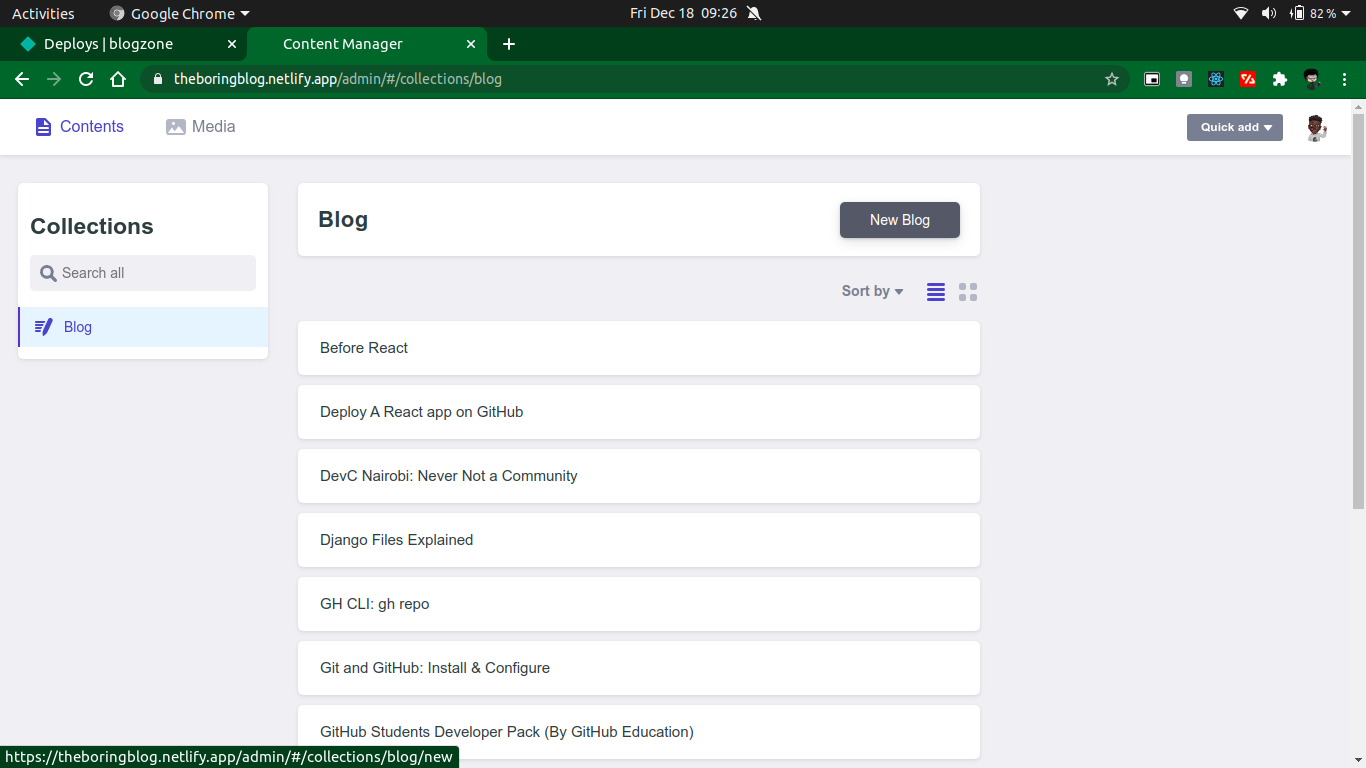 Activities Google Chrome Fri Dec 18 09:26 82 %
Deploys | blogzone Content Manager
theboringblog.netlify.app/admin/#/collections/blog
Contents Media Quick add
Collections
Search all
Blog
Blog New Blog
Sort by
Before React
Deploy A React app on GitHub
DevC Nairobi: Never Not a Community
Django Files Explained
GH CLI: gh repo
Git and GitHub: Install & Configure
GitHub Students Developer Pack (By GitHub Education)
https://theboringblog.netlify.app/admin/#/collections/blog/new